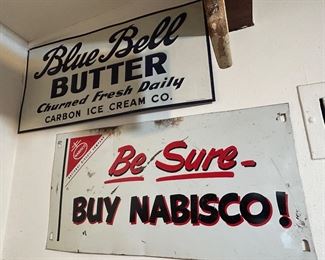 Blue Bell
BUTTER
Churned Fresh Daily
CARBON ICE CREAM CO.
Be Sure-
BUY NABISCO!